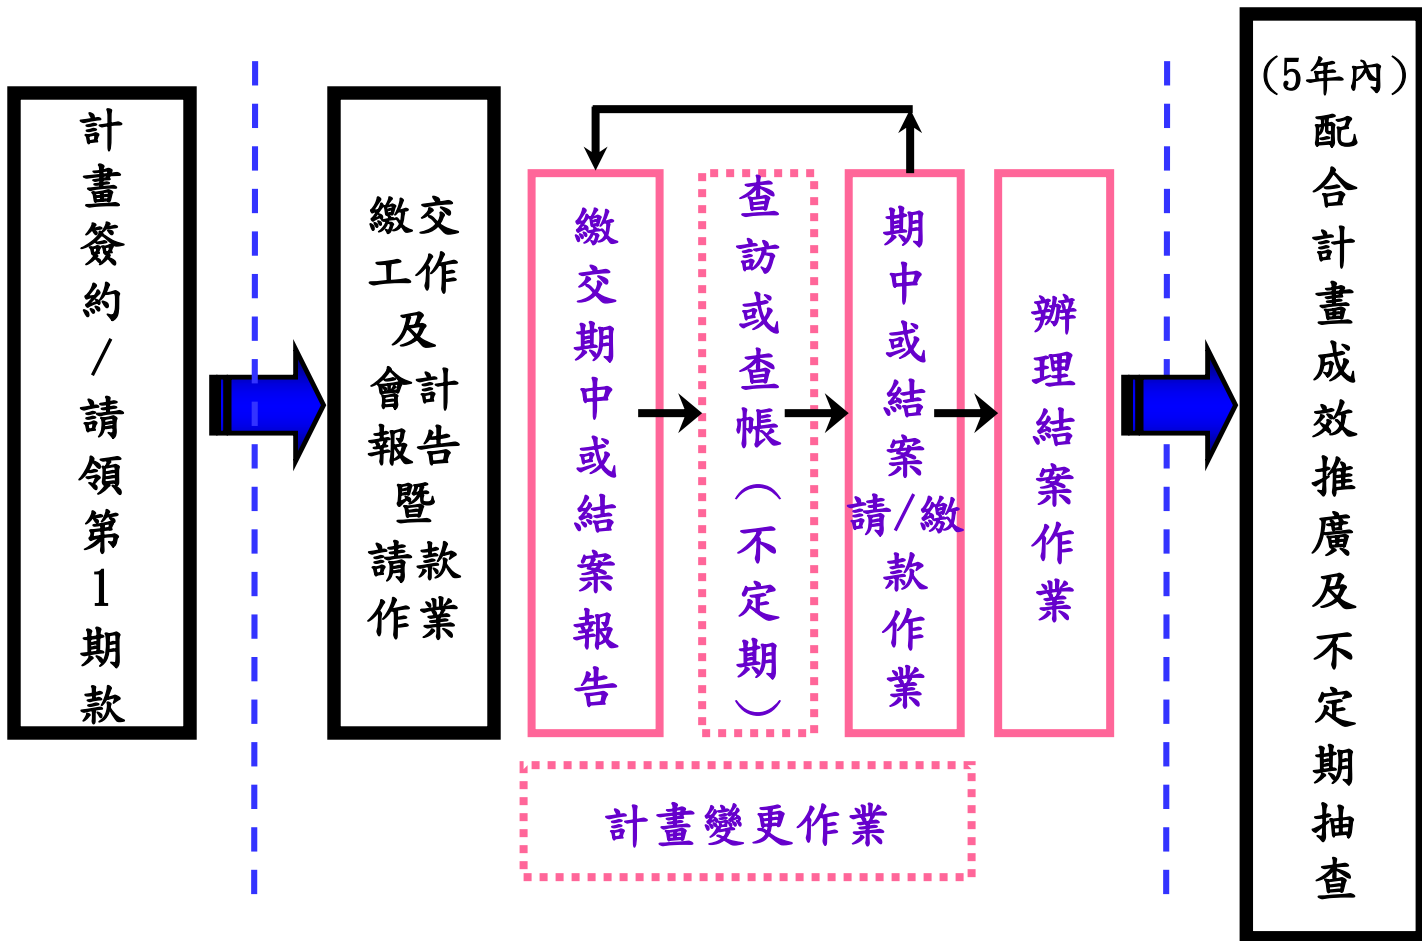 計畫簽約/請領第1期款
繳交
工作
及
會計
報告
暨
請款
作業
繳交期中或結案報告
查訪或查帳（不定期）
期中或結案
請/繳
款作業
辦理結案作業
計畫變更作業
(5年內)
配合計畫成效推廣及不定期抽查